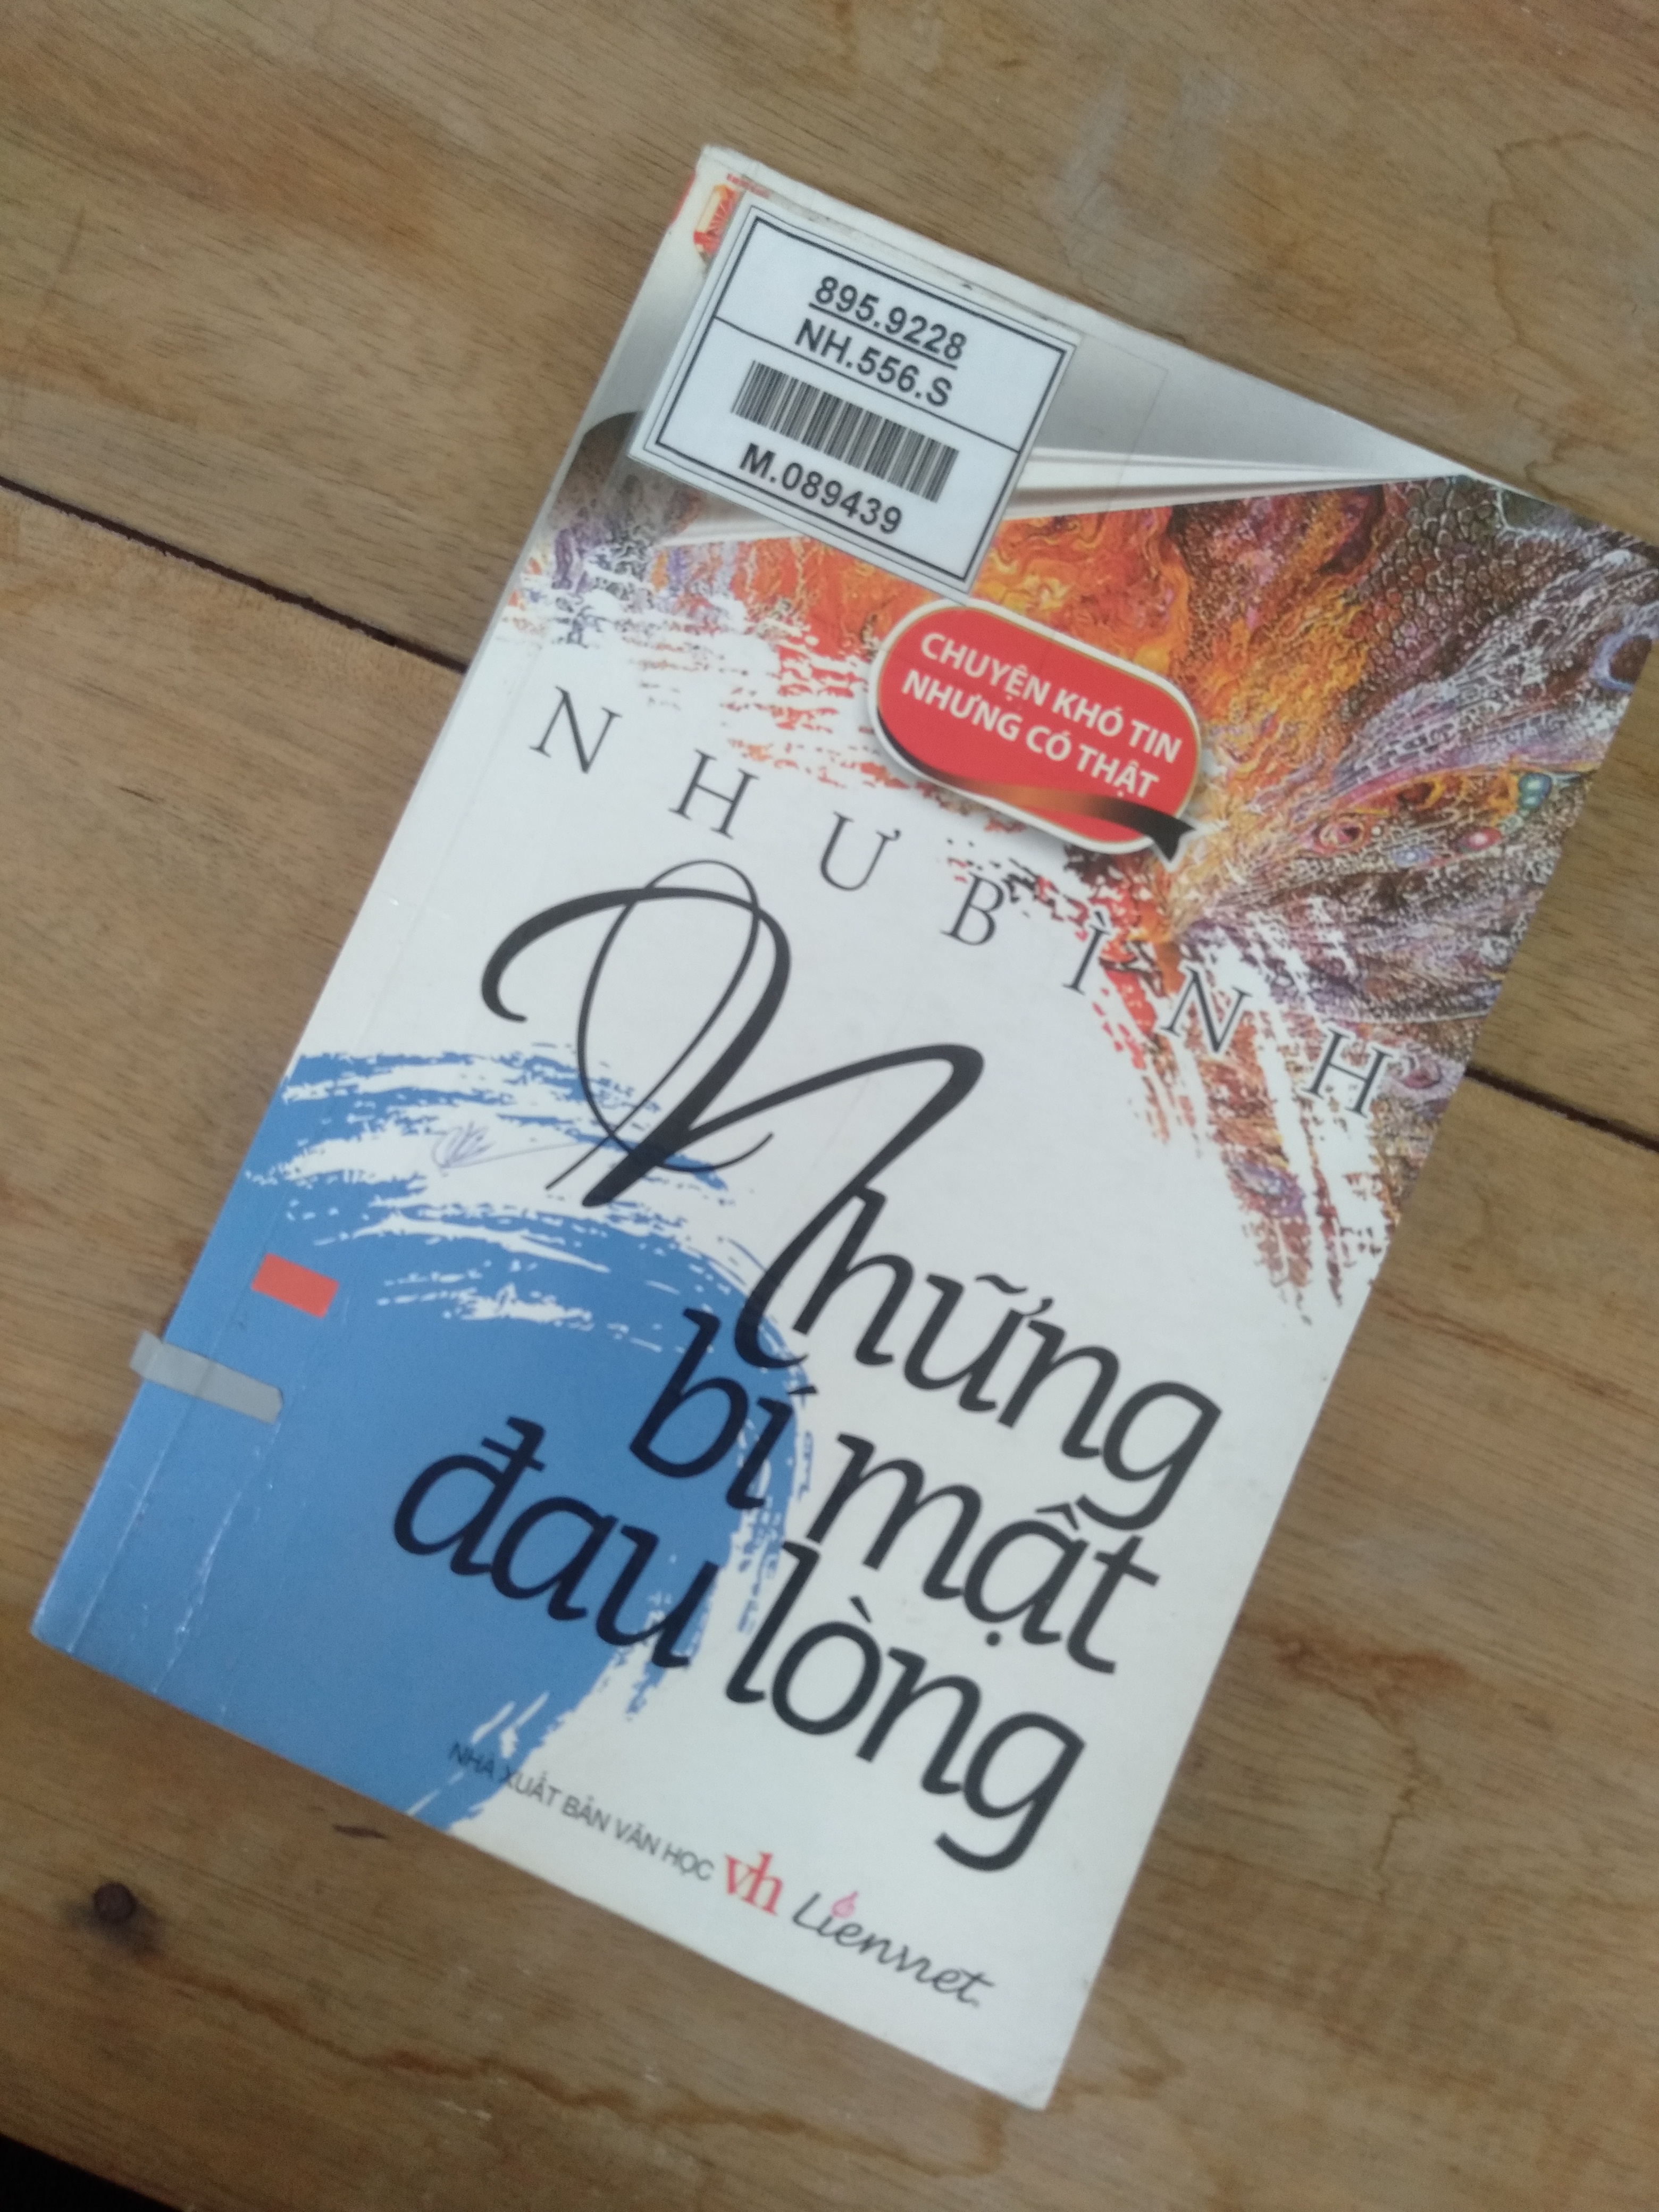 895.9228
NH.556.S
M.089439
CHUYỆN KHÓ TIN
NHƯNG CÓ THẬT
NHƯ BÌNH
Những
bí mật
đau lòng
NHÀ XUẤT BẢN VĂN HỌC vh Lienviet